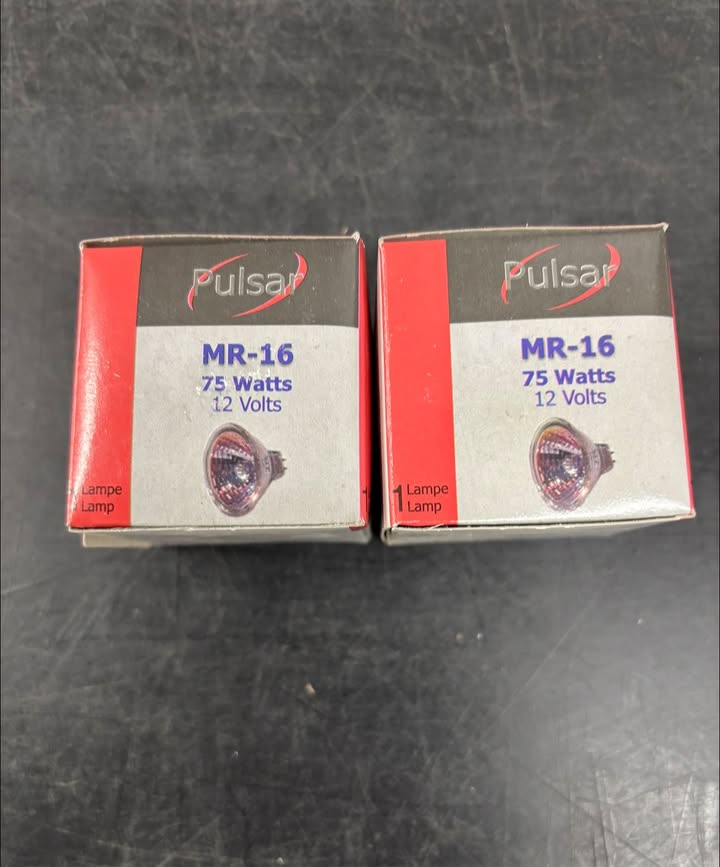 Pulsar
MR-16
75 Watts
12 Volts
Lampe
Lamp
1
Pulsar
MR-16
75 Watts
12 Volts
1 Lampe
Lamp